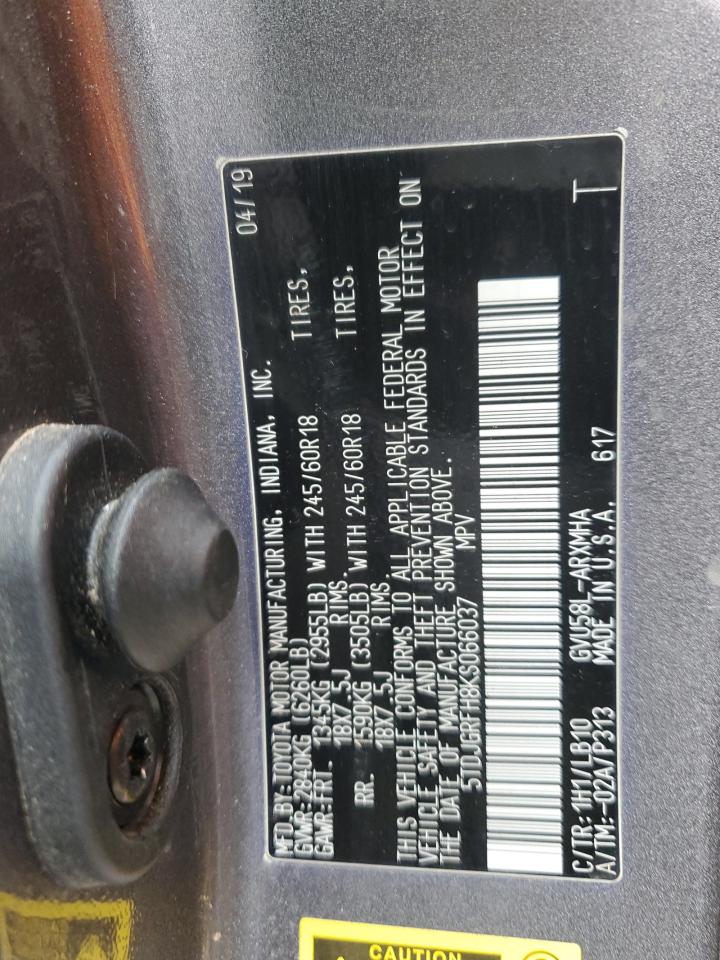 MFD.BY:TOYOTA MOTOR MANUFACTURING, INDIANA, INC. 04/19
GVWR:2840KG (6260LB)
GAWR:FRT. 1345KG (2955LB) WITH 245/60R18 TIRES,
18X7.5J RIMS.
RR. 1590KG (3505LB) WITH 245/60R18 TIRES,
18X7.5J RIMS.
THIS VEHICLE CONFORMS TO ALL APPLICABLE FEDERAL MOTOR
VEHICLE SAFETY AND THEFT PREVENTION STANDARDS IN EFFECT ON
THE DATE OF MANUFACTURE SHOWN ABOVE.
5TDJGRFH8KS066037 MPV
C/TR:1H1/LB10 GVU58L-ARXMHA T
A/TM:-02A/P313 MADE IN U.S.A. 617
CAUTION